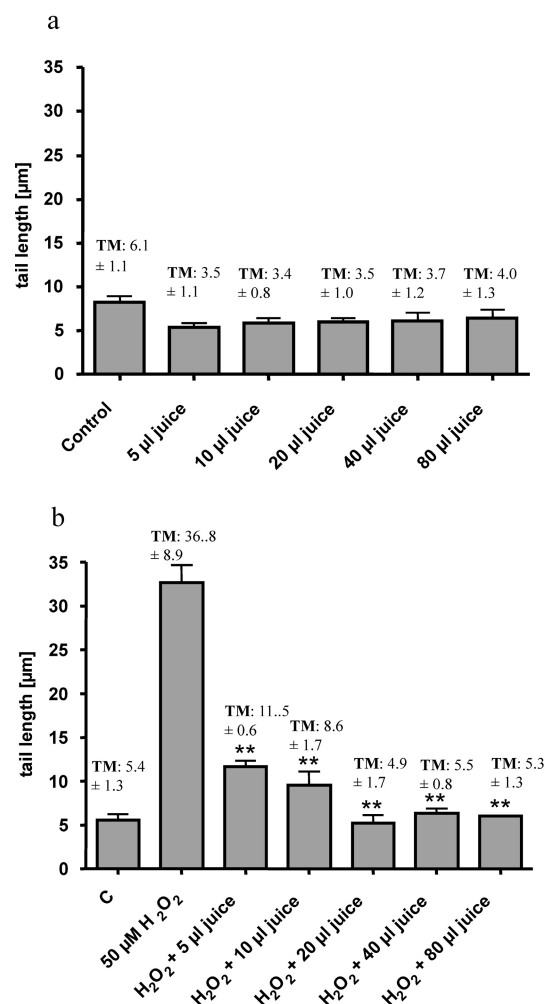 a
35
30
25
20
15
10
5
0
tail length [µm]
TM: 6.1
± 1.1
TM: 3.5
± 1.1
TM: 3.4
± 0.8
TM: 3.5
± 1.0
TM: 3.7
± 1.2
TM: 4.0
± 1.3
Control
5 µl juice
10 µl juice
20 µl juice
40 µl juice
80 µl juice
b
35
30
25
20
15
10
5
0
tail length [µm]
TM: 5.4
± 1.3
TM: 36..8
± 8.9
TM: 11..5
± 0.6
**
TM: 8.6
± 1.7
**
TM: 4.9
± 1.7
**
TM: 5.5
± 0.8
**
TM: 5.3
± 1.3
**
C
50 µM H₂O₂
H₂O₂ + 5 µl juice
H₂O₂ + 10 µl juice
H₂O₂ + 20 µl juice
H₂O₂ + 40 µl juice
H₂O₂ + 80 µl juice